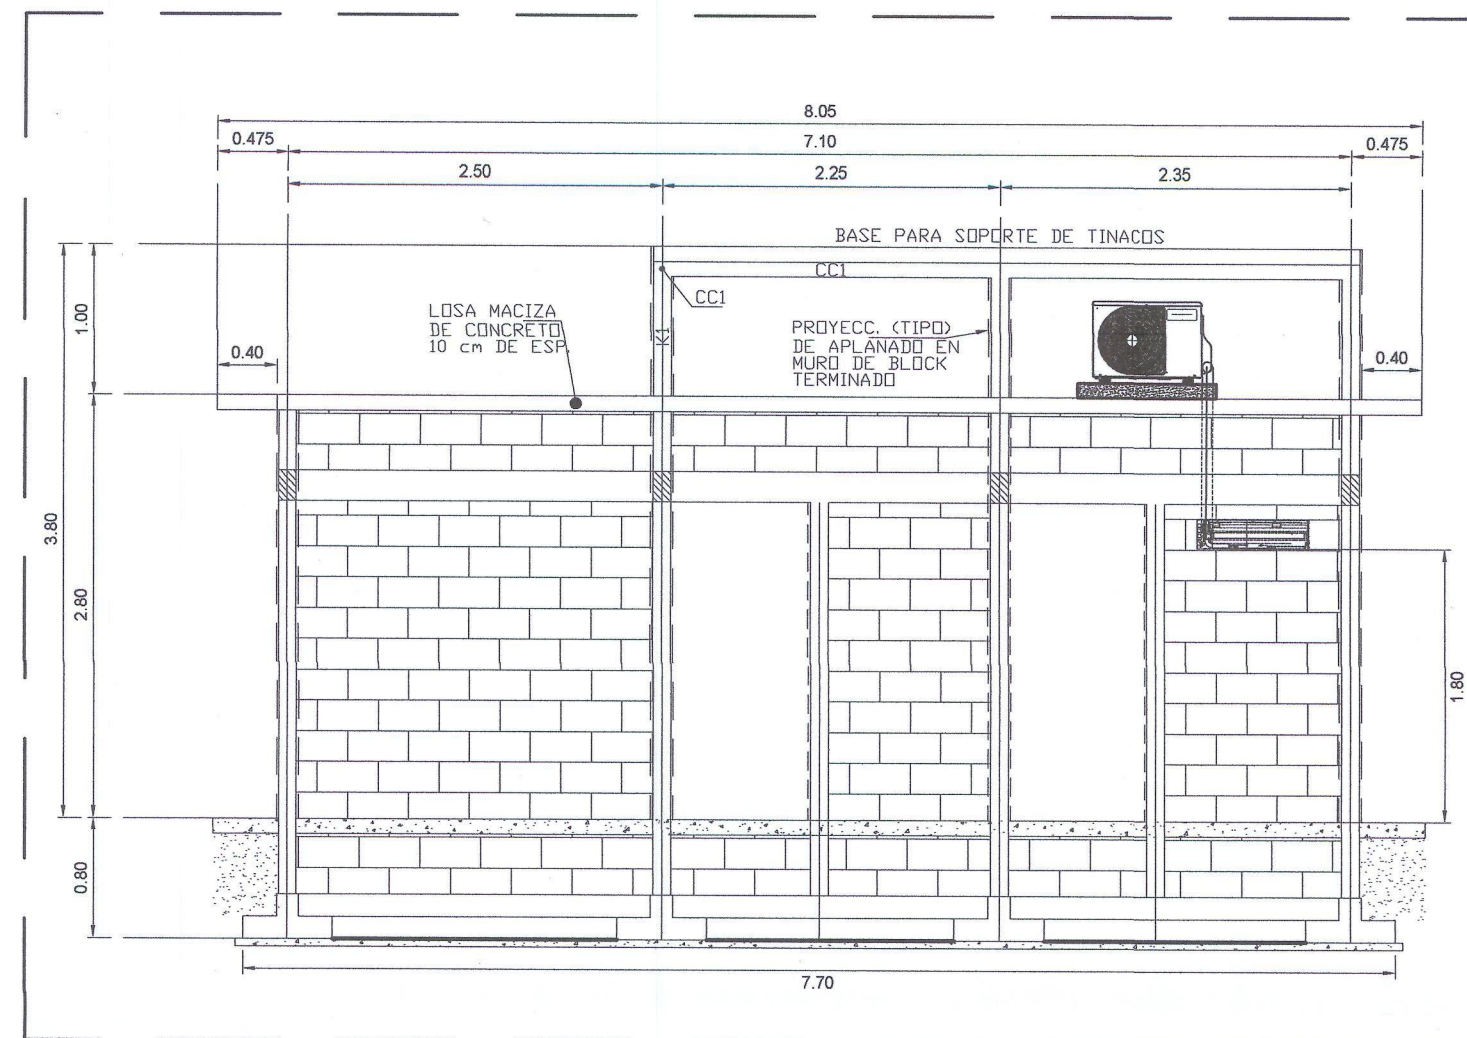 8.05
0.475
7.10
0.475
2.50
2.25
2.35
BASE PARA SOPORTE DE TINACOS
CC1
CC1
LOSA MACIZA
DE CONCRETO
10 cm DE ESP.
K1
PROYECC. (TIPO)
DE APLANADO EN
MURO DE BLOCK
TERMINADO
1.00
0.40
0.40
3.80
2.80
1.80
0.80
7.70